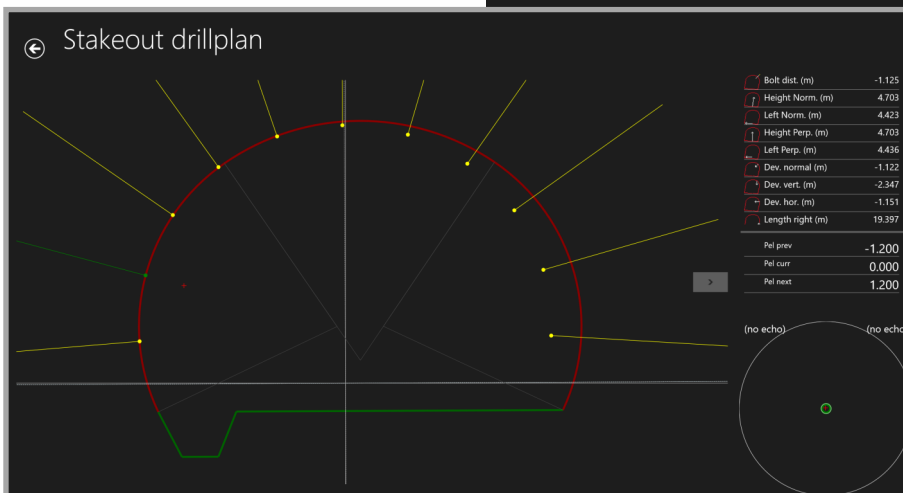 Stakeout drillplan
Bolt dist. (m) -1.125
Height Norm. (m) 4.703
Left Norm. (m) 4.423
Height Perp. (m) 4.703
Left Perp. (m) 4.436
Dev. normal (m) -1.122
Dev. vert. (m) -2.347
Dev. hor. (m) -1.151
Length right (m) 19.397
Pel prev -1.200
Pel curr 0.000
Pel next 1.200
>
(no echo) (no echo